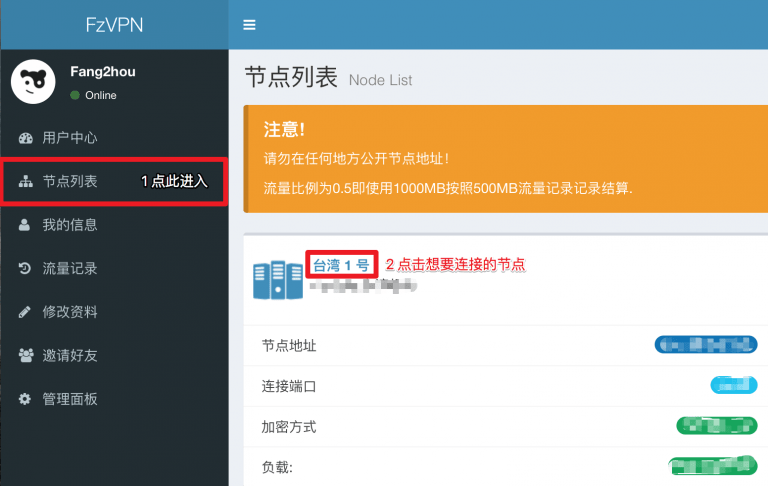 FzVPN
Fang2hou
Online
用户中心
节点列表
1 点此进入
我的信息
流量记录
修改资料
邀请好友
管理面板
节点列表 Node List
注意!
请勿在任何地方公开节点地址!
流量比例为0.5即使用1000MB按照500MB流量记录记录结算.
台湾 1 号
2 点击想要连接的节点
节点地址
连接端口
加密方式
负载: